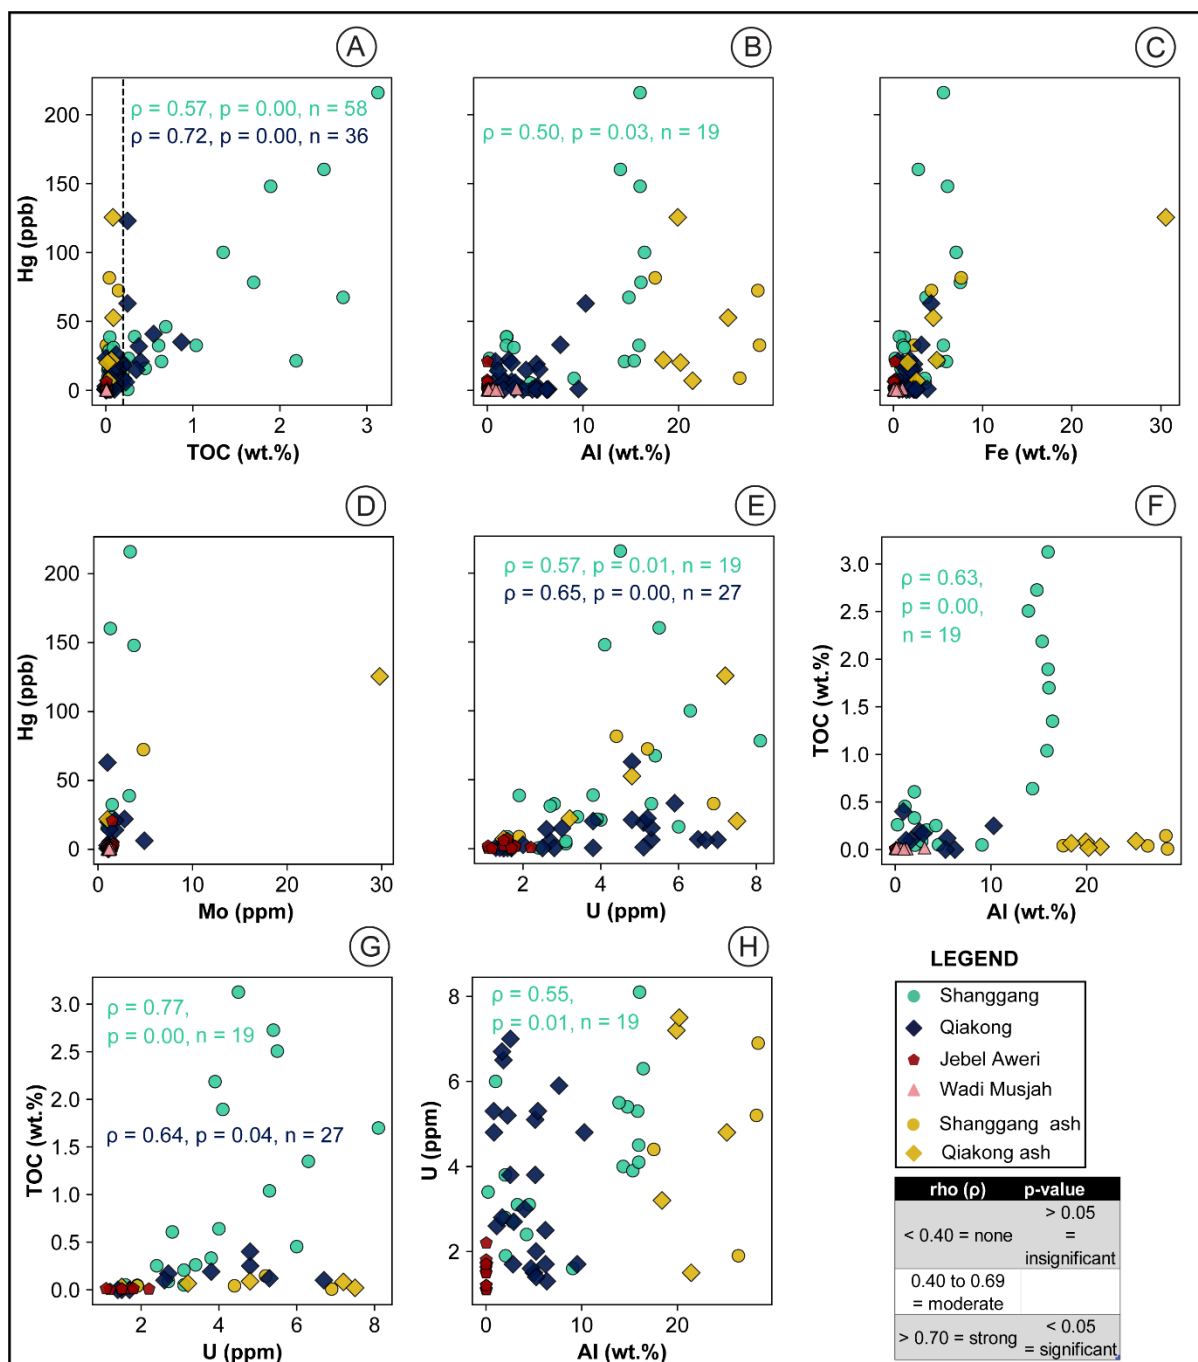 A
B
C
ρ = 0.57, p = 0.00, n = 58
ρ = 0.72, p = 0.00, n = 36
ρ = 0.50, p = 0.03, n = 19
Hg (ppb)
200
150
100
50
0
0 1 2 3
TOC (wt.%)
0 10 20
Al (wt.%)
0 10 20 30
Fe (wt.%)
D
E
F
ρ = 0.57, p = 0.01, n = 19
ρ = 0.65, p = 0.00, n = 27
ρ = 0.63,
p = 0.00,
n = 19
Hg (ppb)
200
150
100
50
0
0 10 20 30
Mo (ppm)
2 4 6 8
U (ppm)
TOC (wt.%)
3.0
2.5
2.0
1.5
1.0
0.5
0.0
0 10 20
Al (wt.%)
G
H
ρ = 0.77,
p = 0.00, n = 19
ρ = 0.64, p = 0.04, n = 27
TOC (wt.%)
3.0
2.5
2.0
1.5
1.0
0.5
0.0
2 4 6 8
U (ppm)
ρ = 0.55,
p = 0.01, n = 19
U (ppm)
8
6
4
2
0 10 20
Al (wt.%)
LEGEND
Shanggang
Qiakong
Jebel Aweri
Wadi Musjah
Shanggang ash
Qiakong ash
rho (ρ) p-value
< 0.40 = none
> 0.05
=
insignificant
0.40 to 0.69
= moderate
> 0.70 = strong
< 0.05
= significant